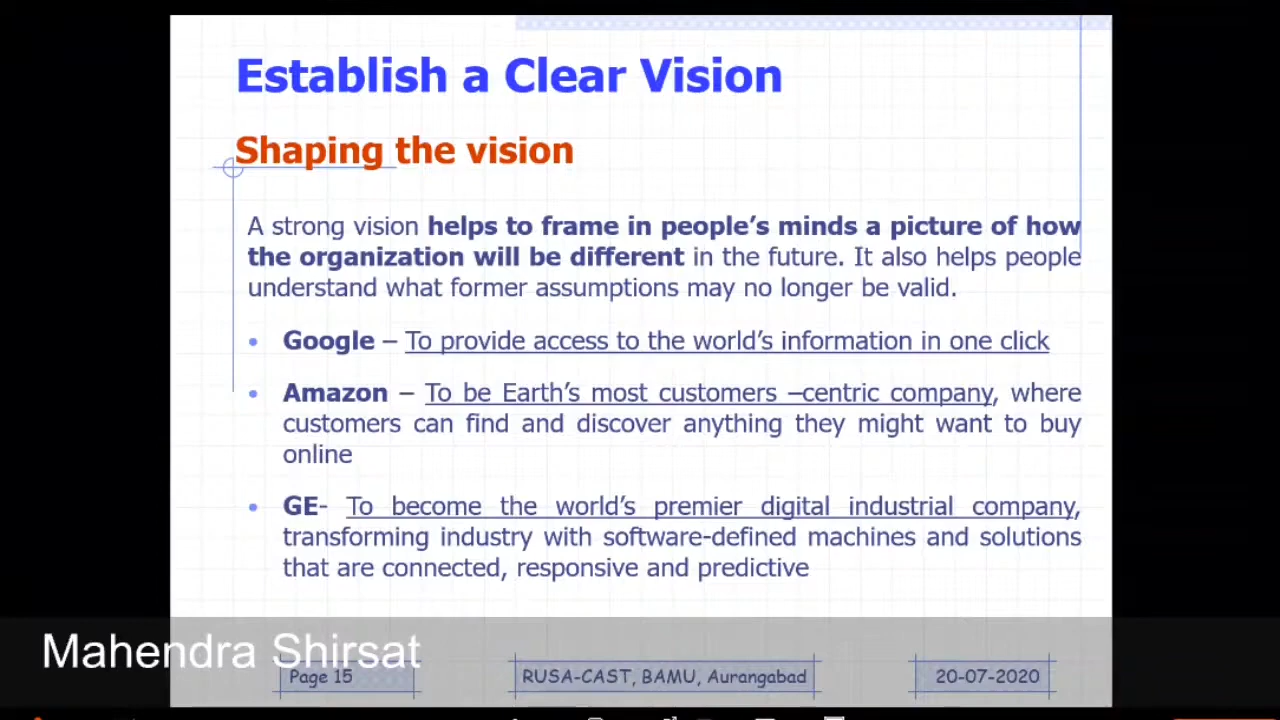 Establish a Clear Vision
Shaping the vision
A strong vision helps to frame in people’s minds a picture of how
the organization will be different in the future. It also helps people
understand what former assumptions may no longer be valid.
• Google – To provide access to the world’s information in one click
• Amazon – To be Earth’s most customers –centric company, where
customers can find and discover anything they might want to buy
online
• GE- To become the world’s premier digital industrial company,
transforming industry with software-defined machines and solutions
that are connected, responsive and predictive
Mahendra Shirsat
Page 15
RUSA-CAST, BAMU, Aurangabad
20-07-2020